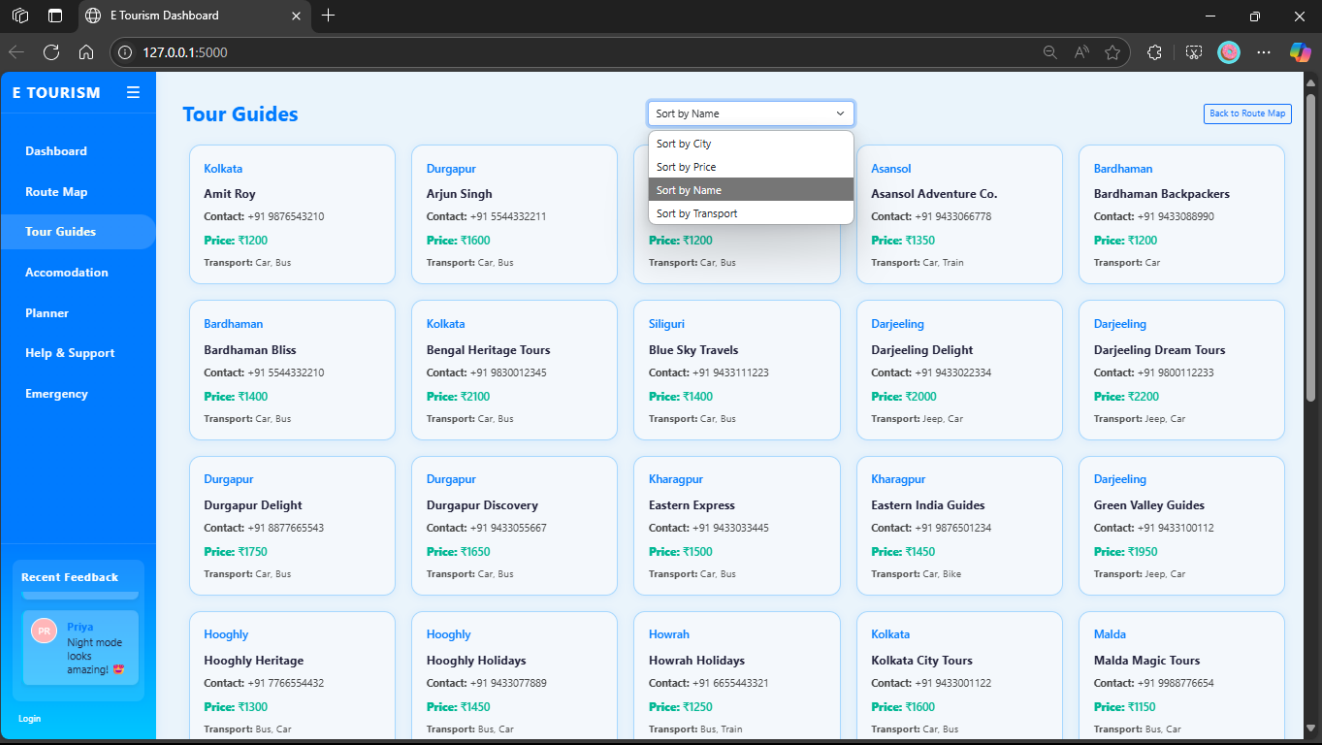 E Tourism Dashboard
127.0.0.1:5000
E TOURISM
Dashboard
Route Map
Tour Guides
Accomodation
Planner
Help & Support
Emergency
Recent Feedback
PR
Priya
Night mode
looks
amazing! 😍
Login
Tour Guides
Sort by Name
Back to Route Map
Sort by City
Sort by Price
Sort by Name
Sort by Transport
Kolkata
Amit Roy
Contact: +91 9876543210
Price: ₹1200
Transport: Car, Bus
Durgapur
Arjun Singh
Contact: +91 5544332211
Price: ₹1600
Transport: Car, Bus
Price: ₹1200
Transport: Car, Bus
Asansol
Asansol Adventure Co.
Contact: +91 9433066778
Price: ₹1350
Transport: Car, Train
Bardhaman
Bardhaman Backpackers
Contact: +91 9433088990
Price: ₹1200
Transport: Car
Bardhaman
Bardhaman Bliss
Contact: +91 5544332210
Price: ₹1400
Transport: Car, Bus
Kolkata
Bengal Heritage Tours
Contact: +91 9830012345
Price: ₹2100
Transport: Car, Bus
Siliguri
Blue Sky Travels
Contact: +91 9433111223
Price: ₹1400
Transport: Car, Bus
Darjeeling
Darjeeling Delight
Contact: +91 9433022334
Price: ₹2000
Transport: Jeep, Car
Darjeeling
Darjeeling Dream Tours
Contact: +91 9800112233
Price: ₹2200
Transport: Jeep, Car
Durgapur
Durgapur Delight
Contact: +91 8877665543
Price: ₹1750
Transport: Car, Bus
Durgapur
Durgapur Discovery
Contact: +91 9433055667
Price: ₹1650
Transport: Car, Bus
Kharagpur
Eastern Express
Contact: +91 9433033445
Price: ₹1500
Transport: Car, Bus
Kharagpur
Eastern India Guides
Contact: +91 9876501234
Price: ₹1450
Transport: Car, Bike
Darjeeling
Green Valley Guides
Contact: +91 9433100112
Price: ₹1950
Transport: Jeep, Car
Hooghly
Hooghly Heritage
Contact: +91 7766554432
Price: ₹1300
Transport: Bus, Car
Hooghly
Hooghly Holidays
Contact: +91 9433077889
Price: ₹1450
Transport: Bus, Car
Howrah
Howrah Holidays
Contact: +91 6655443321
Price: ₹1250
Transport: Bus, Train
Kolkata
Kolkata City Tours
Contact: +91 9433001122
Price: ₹1600
Transport: Car, Bus
Malda
Malda Magic Tours
Contact: +91 9988776654
Price: ₹1150
Transport: Bus, Car